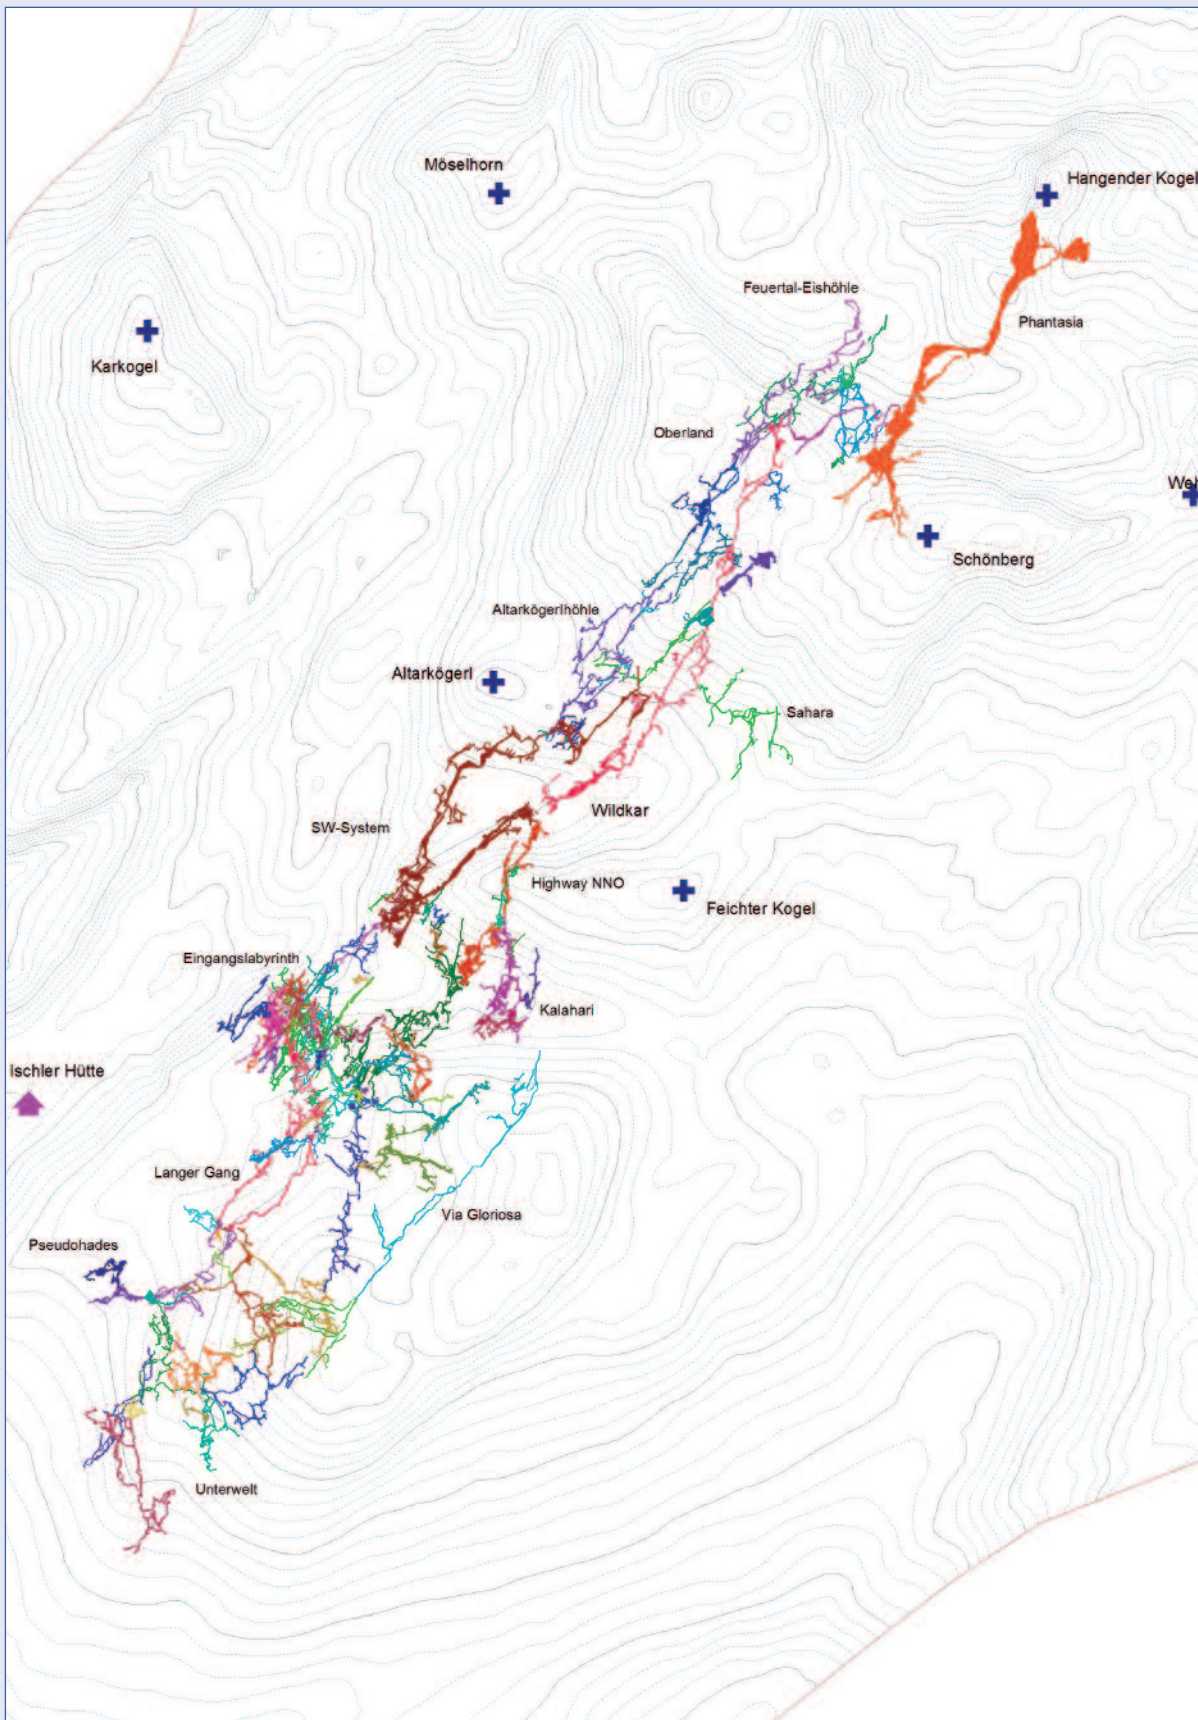 Möselhorn
Hangender Kogel
Feuertal-Eishöhle
Phantasia
Karkogel
Oberland
Schönberg
Altarkögerlhöhle
Altarkögerl
Sahara
Wildkar
SW-System
Highway NNO
Feichter Kogel
Eingangslabyrinth
Kalahari
Ischler Hütte
Langer Gang
Via Gloriosa
Pseudohades
Unterwelt